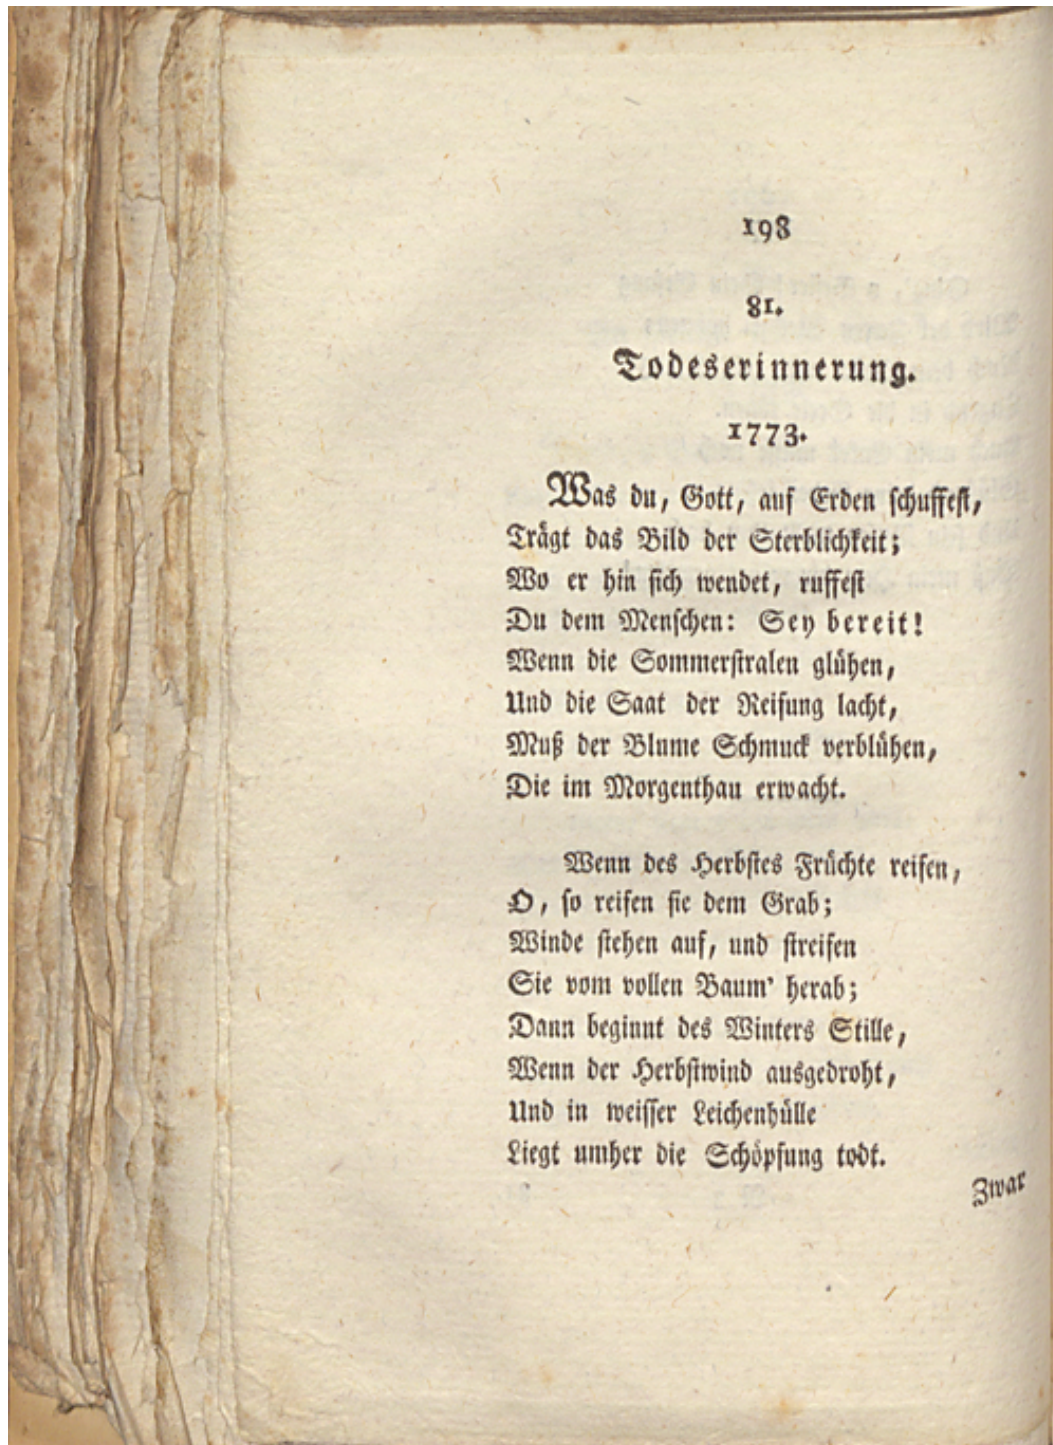 198
81.
Todeserinnerung.
1773.
Was du, Gott, auf Erden schuffest,
Trägt das Bild der Sterblichkeit;
Wo er hin sich wendet, ruffest
Du dem Menschen: Sey bereit!
Wenn die Sommerstralen glühen,
Und die Saat der Reifung lacht,
Muß der Blume Schmuck verblühen,
Die im Morgenthau erwacht.
Wenn des Herbstes Früchte reifen,
O, so reifen sie dem Grab;
Winde stehen auf, und streifen
Sie vom vollen Baum' herab;
Dann beginnt des Winters Stille,
Wenn der Herbstwind ausgedroht,
Und in weisser Leichenhülle
Liegt umher die Schöpfung todt.
Zwar